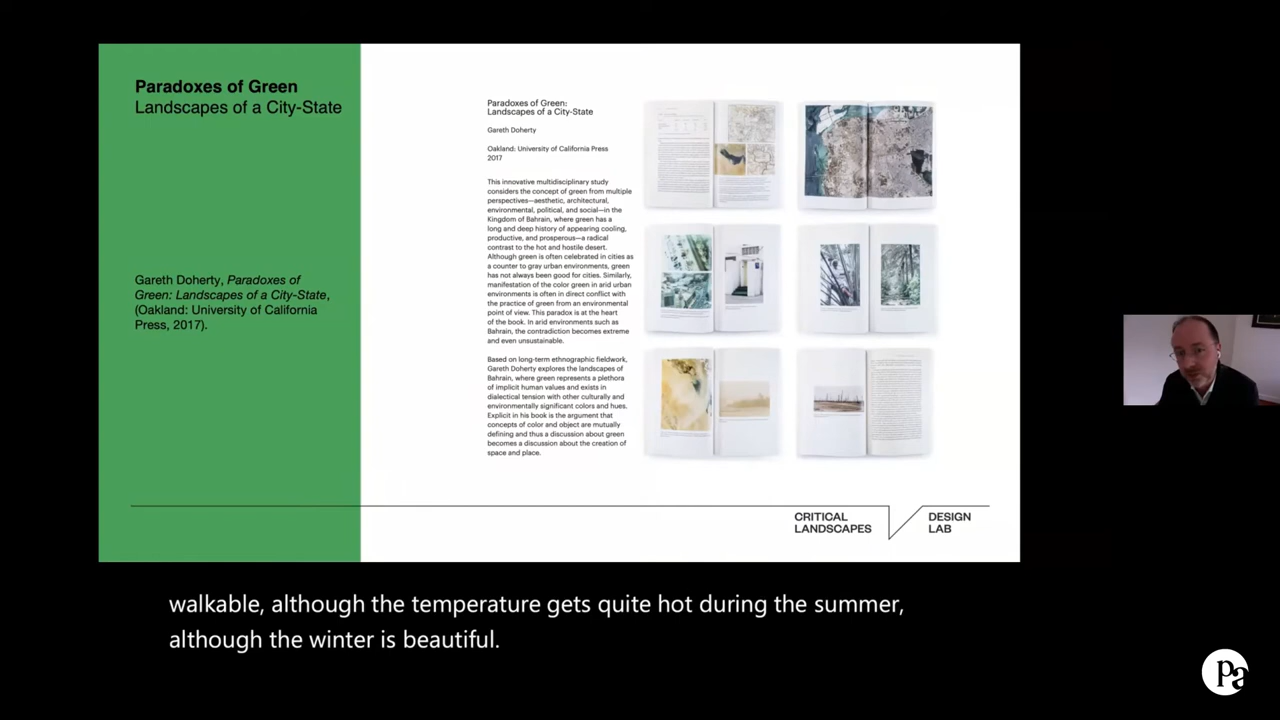 Paradoxes of Green
Landscapes of a City-State
Gareth Doherty, Paradoxes of
Green: Landscapes of a City-State,
(Oakland: University of California
Press, 2017).
Paradoxes of Green:
Landscapes of a City-State
Gareth Doherty
Oakland: University of California Press
2017
This innovative multidisciplinary study
considers the concept of green from multiple
perspectives—aesthetic, architectural,
environmental, political, and social—in the
Kingdom of Bahrain, where green has a
long and deep history of appearing cooling,
productive, and prosperous—a radical
contrast to the hot and hostile desert.
Although green is often celebrated in cities as
a counter to gray urban environments, green
has not always been good for cities. Similarly,
manifestation of the color green in arid urban
environments is often in direct conflict with
the practice of green from an environmental
point of view. This paradox is at the heart
of the book. In arid environments such as
Bahrain, the contradiction becomes extreme
and even unsustainable.
Based on long-term ethnographic fieldwork,
Gareth Doherty explores the landscapes of
Bahrain, where green represents a plethora
of implicit human values and exists in
dialectical tension with other culturally and
environmentally significant colors and hues.
Explicit in his book is the argument that
concepts of color and object are mutually
defining and thus a discussion about green
becomes a discussion about the creation of
space and place.
CRITICAL
LANDSCAPES
DESIGN
LAB
walkable, although the temperature gets quite hot during the summer,
although the winter is beautiful.
pa